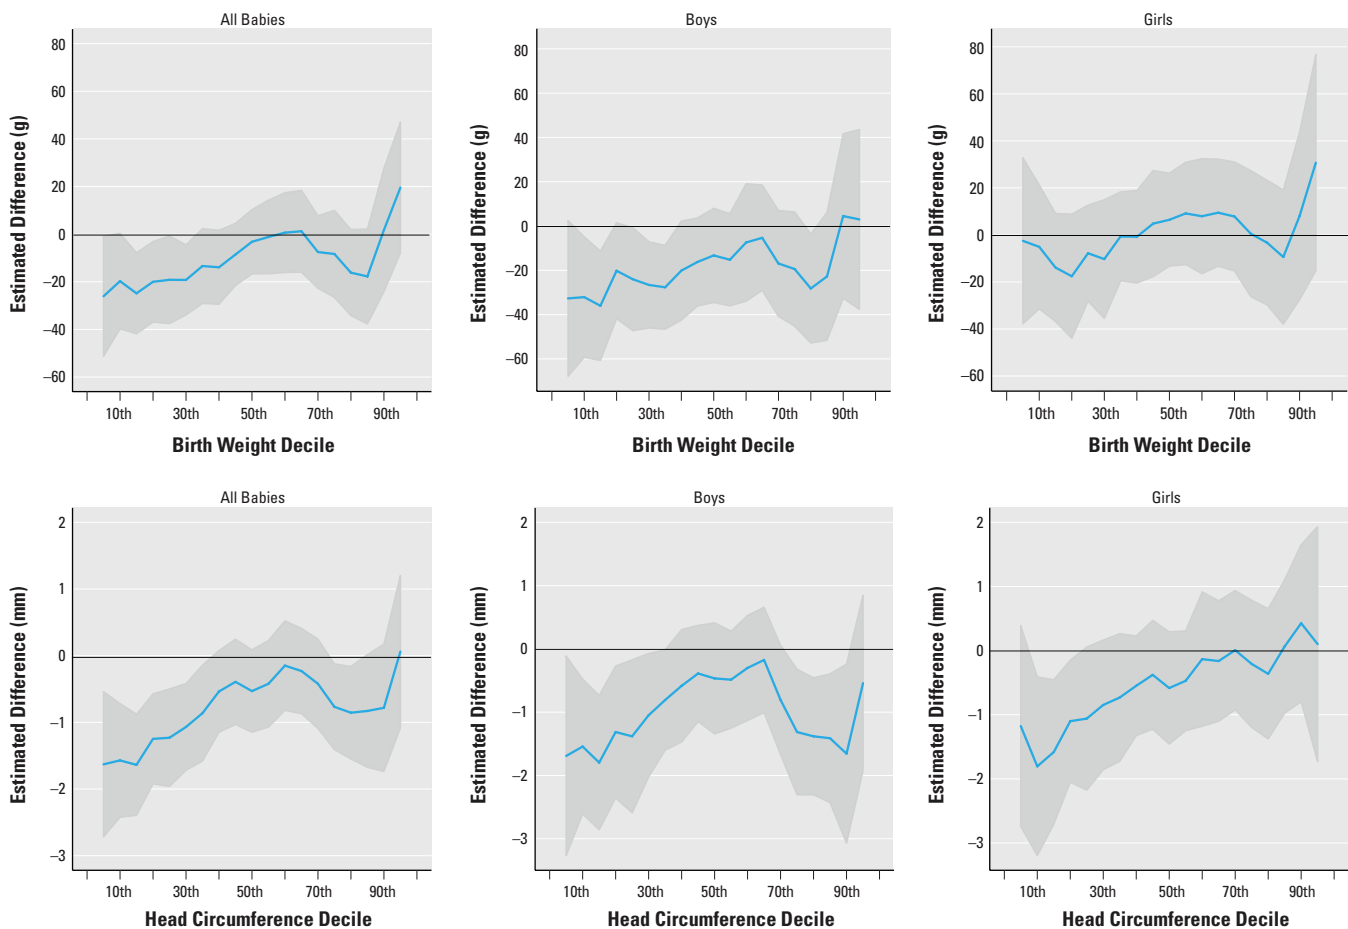 All Babies
Estimated Difference (g)
80
60
40
20
0
–20
–40
–60
10th 30th 50th 70th 90th
Birth Weight Decile
Boys
Estimated Difference (g)
80
60
40
20
0
–20
–40
–60
10th 30th 50th 70th 90th
Birth Weight Decile
Girls
Estimated Difference (g)
80
60
40
20
0
–20
–40
–60
10th 30th 50th 70th 90th
Birth Weight Decile
All Babies
Estimated Difference (mm)
2
1
0
–1
–2
–3
10th 30th 50th 70th 90th
Head Circumference Decile
Boys
Estimated Difference (mm)
2
1
0
–1
–2
–3
10th 30th 50th 70th 90th
Head Circumference Decile
Girls
Estimated Difference (mm)
2
1
0
–1
–2
–3
10th 30th 50th 70th 90th
Head Circumference Decile